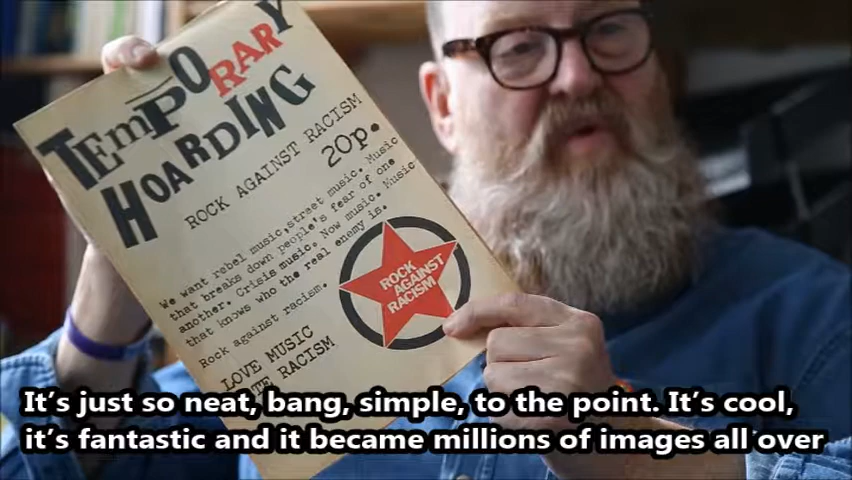 TEmPORARY
HOARDING
ROCK AGAINST RACISM
20p.
We want rebel music,street music. Music
that breaks down people's fear of one
another. Crisis music. Now music. Music
that knows who the real enemy is.
Rock against racism.
LOVE MUSIC
RACISM
ROCK
AGAINST
RACISM
It's just so neat, bang, simple, to the point. It's cool,
it's fantastic and it became millions of images all over